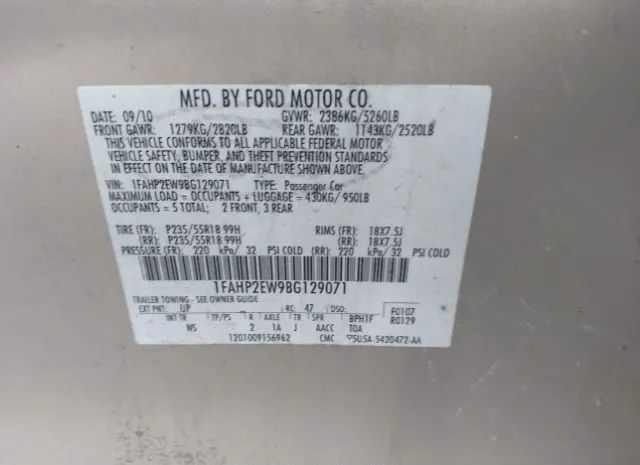 MFD. BY FORD MOTOR CO.
DATE: 09/10 GVWR: 2386KG/5260LB
FRONT GAWR: 1279KG/2820LB REAR GAWR: 1143KG/2520LB
THIS VEHICLE CONFORMS TO ALL APPLICABLE FEDERAL MOTOR
VEHICLE SAFETY, BUMPER, AND THEFT PREVENTION STANDARDS
IN EFFECT ON THE DATE OF MANUFACTURE SHOWN ABOVE.
VIN: 1FAHP2EW9BG129071 TYPE: Passenger Car
MAXIMUM LOAD = OCCUPANTS + LUGGAGE = 430KG/ 950LB
OCCUPANTS = 5 TOTAL; 2 FRONT, 3 REAR
TIRE (FR): P235/55R18 99H RIMS (FR): 18X7.5J
(RR): P235/55R18 99H (RR): 18X7.5J
PRESSURE (FR): 220 kPa/ 32 PSI COLD (RR): 220 kPa/ 32 PSI COLD
1FAHP2EW9BG129071
TRAILER TOWING - SEE OWNER GUIDE
EXT PNT: UP RC: 47 DSO: F0107
INT TR TP/PS R AXLE TR SPR BPHTF R0129
NS 2 1A J AACC TOA
1201009156962 CMC 5U5A-5420472-AA